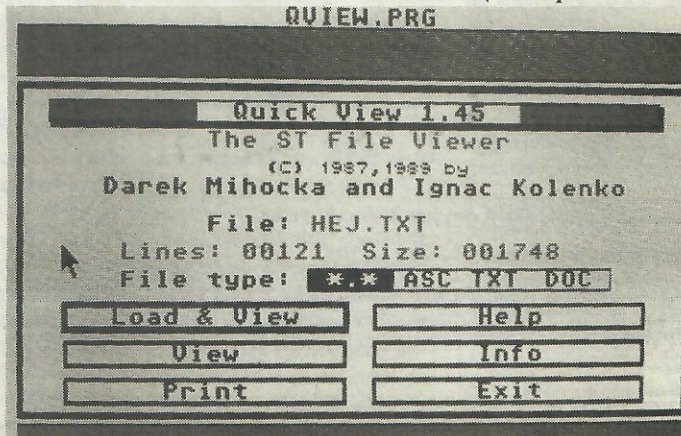 QVIEW.PRG
Quick View 1.45
The ST File Viewer
(C) 1987,1989 by
Darek Mihocka and Ignac Kolenko
File: HEJ.TXT
Lines: 00121 Size: 001748
File type: *.* ASC TXT DOC
Load & View Help
View Info
Print Exit